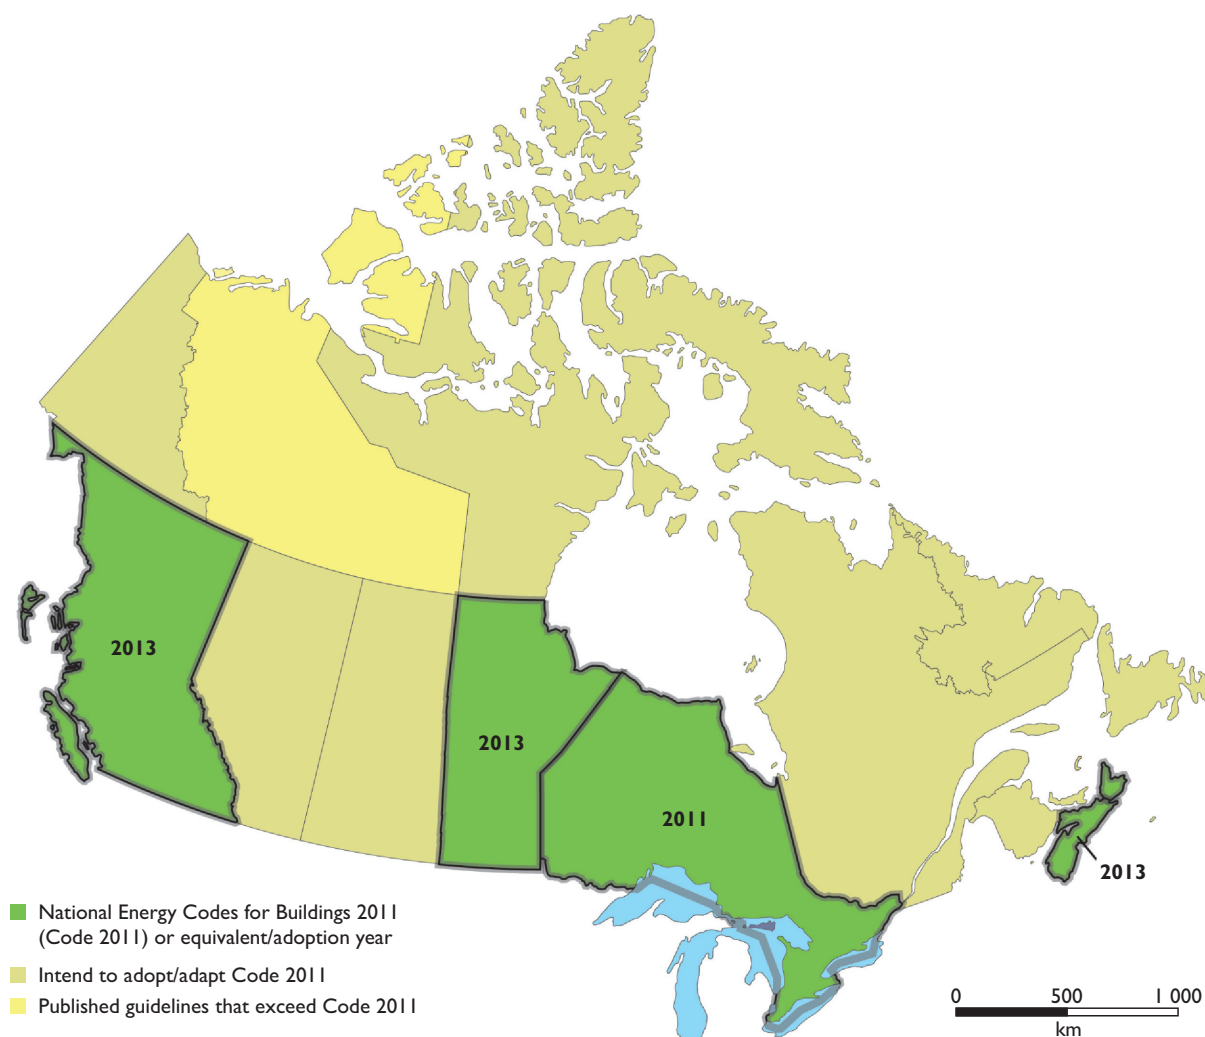 2013
2013
2011
2013
National Energy Codes for Buildings 2011
(Code 2011) or equivalent/adoption year
Intend to adopt/adapt Code 2011
Published guidelines that exceed Code 2011
0 500 1 000
km